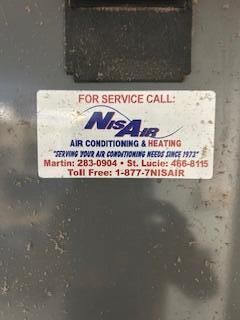 FOR SERVICE CALL:
NISAIR
AIR CONDITIONING & HEATING
"SERVING YOUR AIR CONDITIONING NEEDS SINCE 1973"
Martin: 283-0904 • St. Lucie: 466-8115
Toll Free: 1-877-7NISAIR